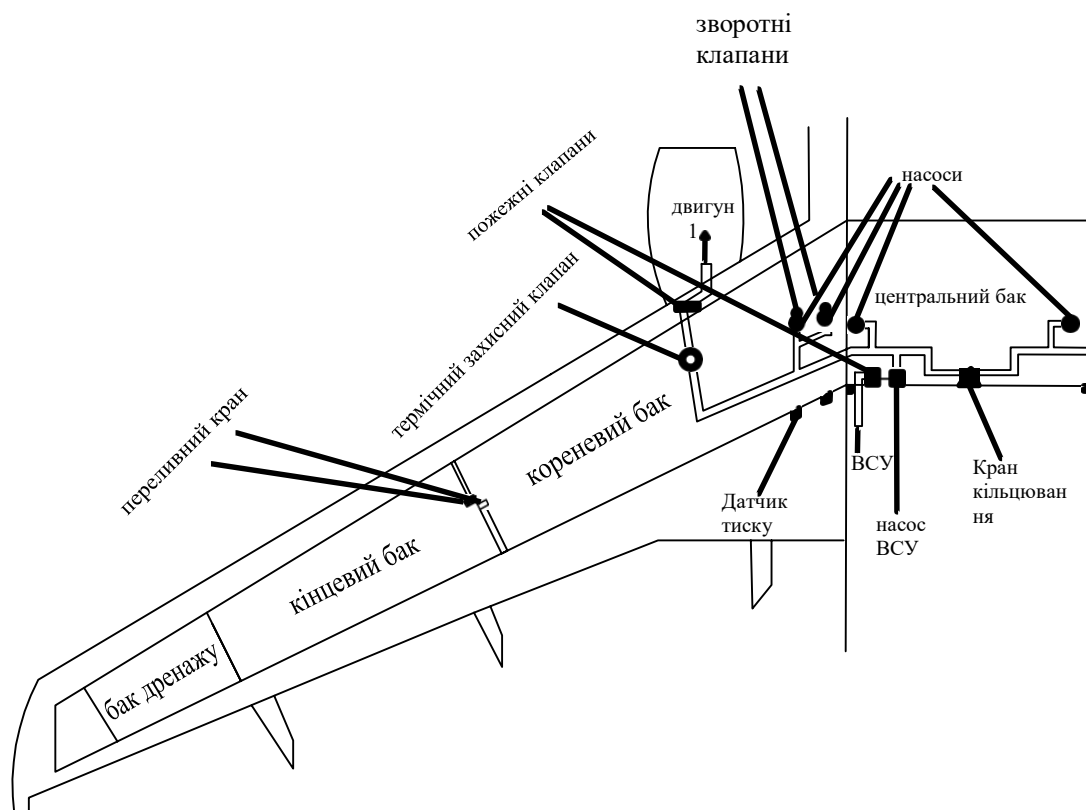 зворотні
клапани
насоси
пожежні клапани
двигун
1
термічний захисний клапан
центральний бак
переливний кран
кореневий бак
ВСУ
Кран
кільцюван
ня
Датчик
тиску
насос
ВСУ
кінцевий бак
бак дренажу